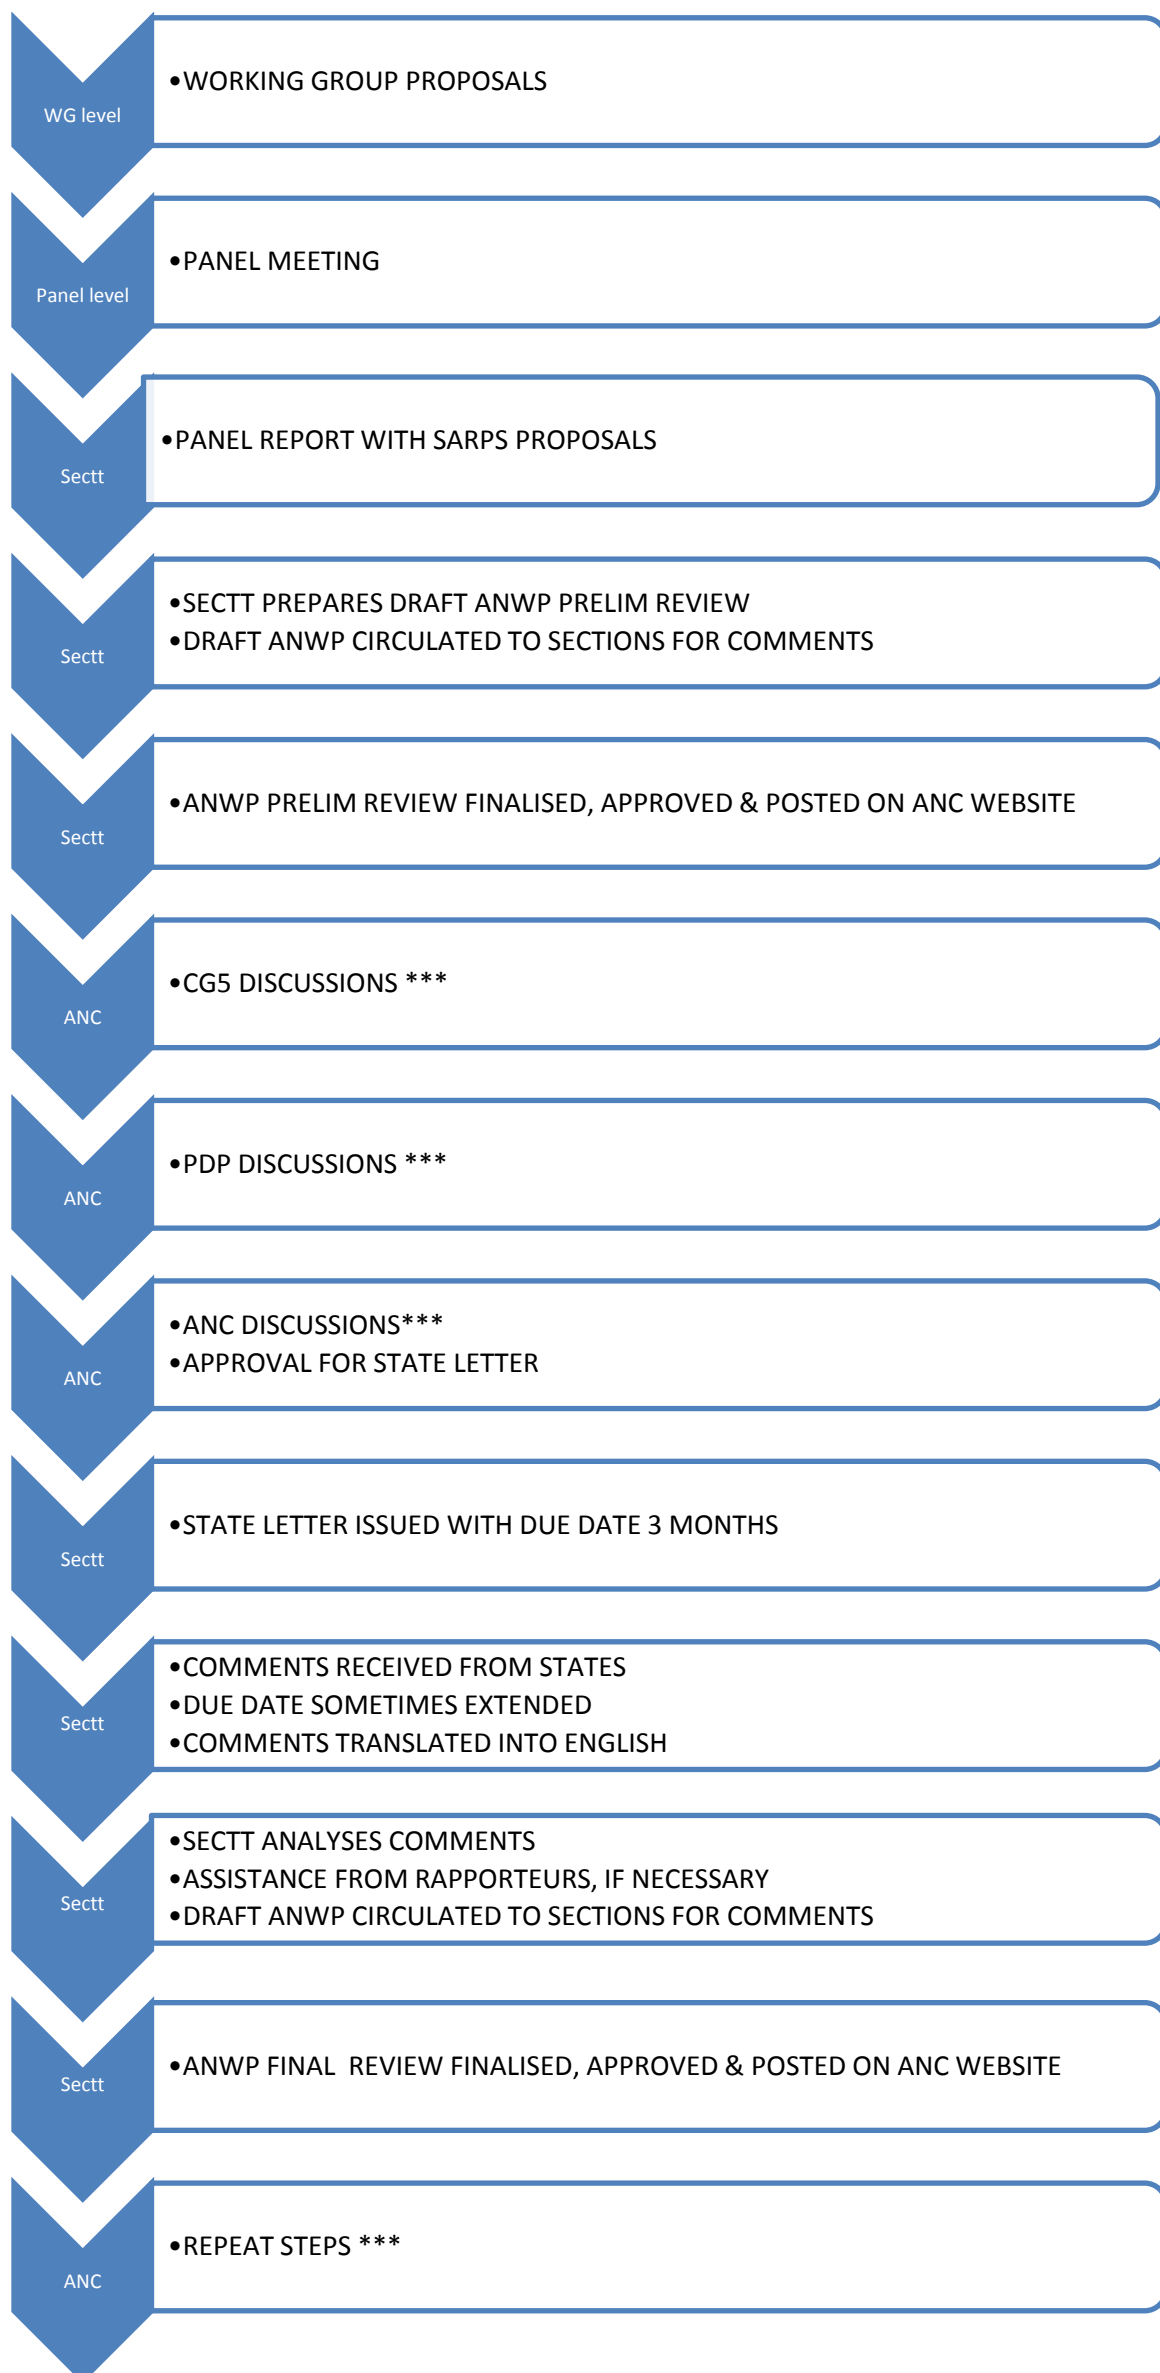 WG level
•WORKING GROUP PROPOSALS
Panel level
•PANEL MEETING
Sectt
•PANEL REPORT WITH SARPS PROPOSALS
Sectt
•SECTT PREPARES DRAFT ANWP PRELIM REVIEW
•DRAFT ANWP CIRCULATED TO SECTIONS FOR COMMENTS
Sectt
•ANWP PRELIM REVIEW FINALISED, APPROVED & POSTED ON ANC WEBSITE
ANC
•CG5 DISCUSSIONS ***
ANC
•PDP DISCUSSIONS ***
ANC
•ANC DISCUSSIONS***
•APPROVAL FOR STATE LETTER
Sectt
•STATE LETTER ISSUED WITH DUE DATE 3 MONTHS
Sectt
•COMMENTS RECEIVED FROM STATES
•DUE DATE SOMETIMES EXTENDED
•COMMENTS TRANSLATED INTO ENGLISH
Sectt
•SECTT ANALYSES COMMENTS
•ASSISTANCE FROM RAPPORTEURS, IF NECESSARY
•DRAFT ANWP CIRCULATED TO SECTIONS FOR COMMENTS
Sectt
•ANWP FINAL  REVIEW FINALISED, APPROVED & POSTED ON ANC WEBSITE
ANC
•REPEAT STEPS ***